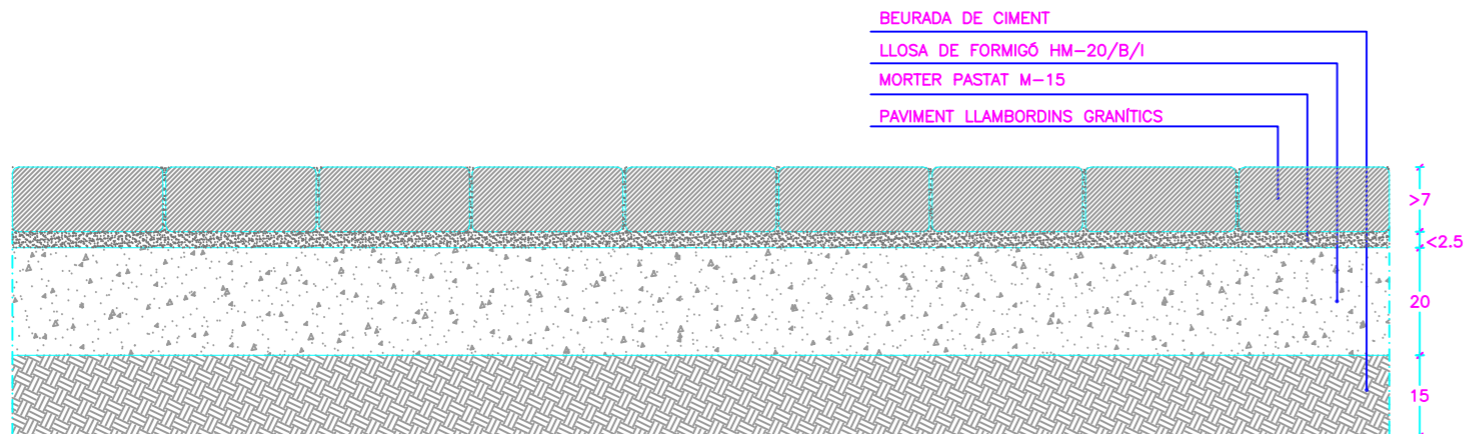 BEURADA DE CIMENT
LLOSA DE FORMIGÓ HM-20/B/I
MORTER PASTAT M-15
PAVIMENT LLAMBORDINS GRANÍTICS
>7
<2.5
20
15